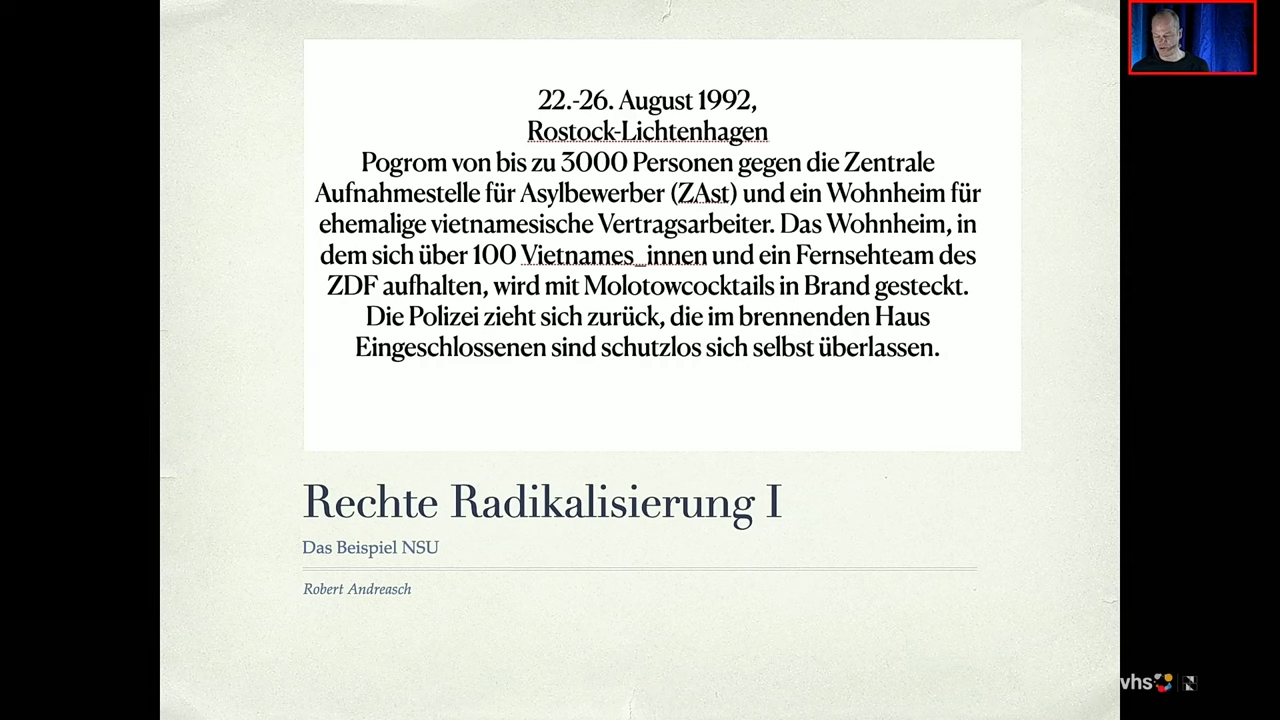 22.-26. August 1992,
Rostock-Lichtenhagen
Pogrom von bis zu 3000 Personen gegen die Zentrale
Aufnahmestelle für Asylbewerber (ZAst) und ein Wohnheim für
ehemalige vietnamesische Vertragsarbeiter. Das Wohnheim, in
dem sich über 100 Vietnames_innen und ein Fernsehteam des
ZDF aufhalten, wird mit Molotowcocktails in Brand gesteckt.
Die Polizei zieht sich zurück, die im brennenden Haus
Eingeschlossenen sind schutzlos sich selbst überlassen.
Rechte Radikalisierung I
Das Beispiel NSU
Robert Andreasch
vhs